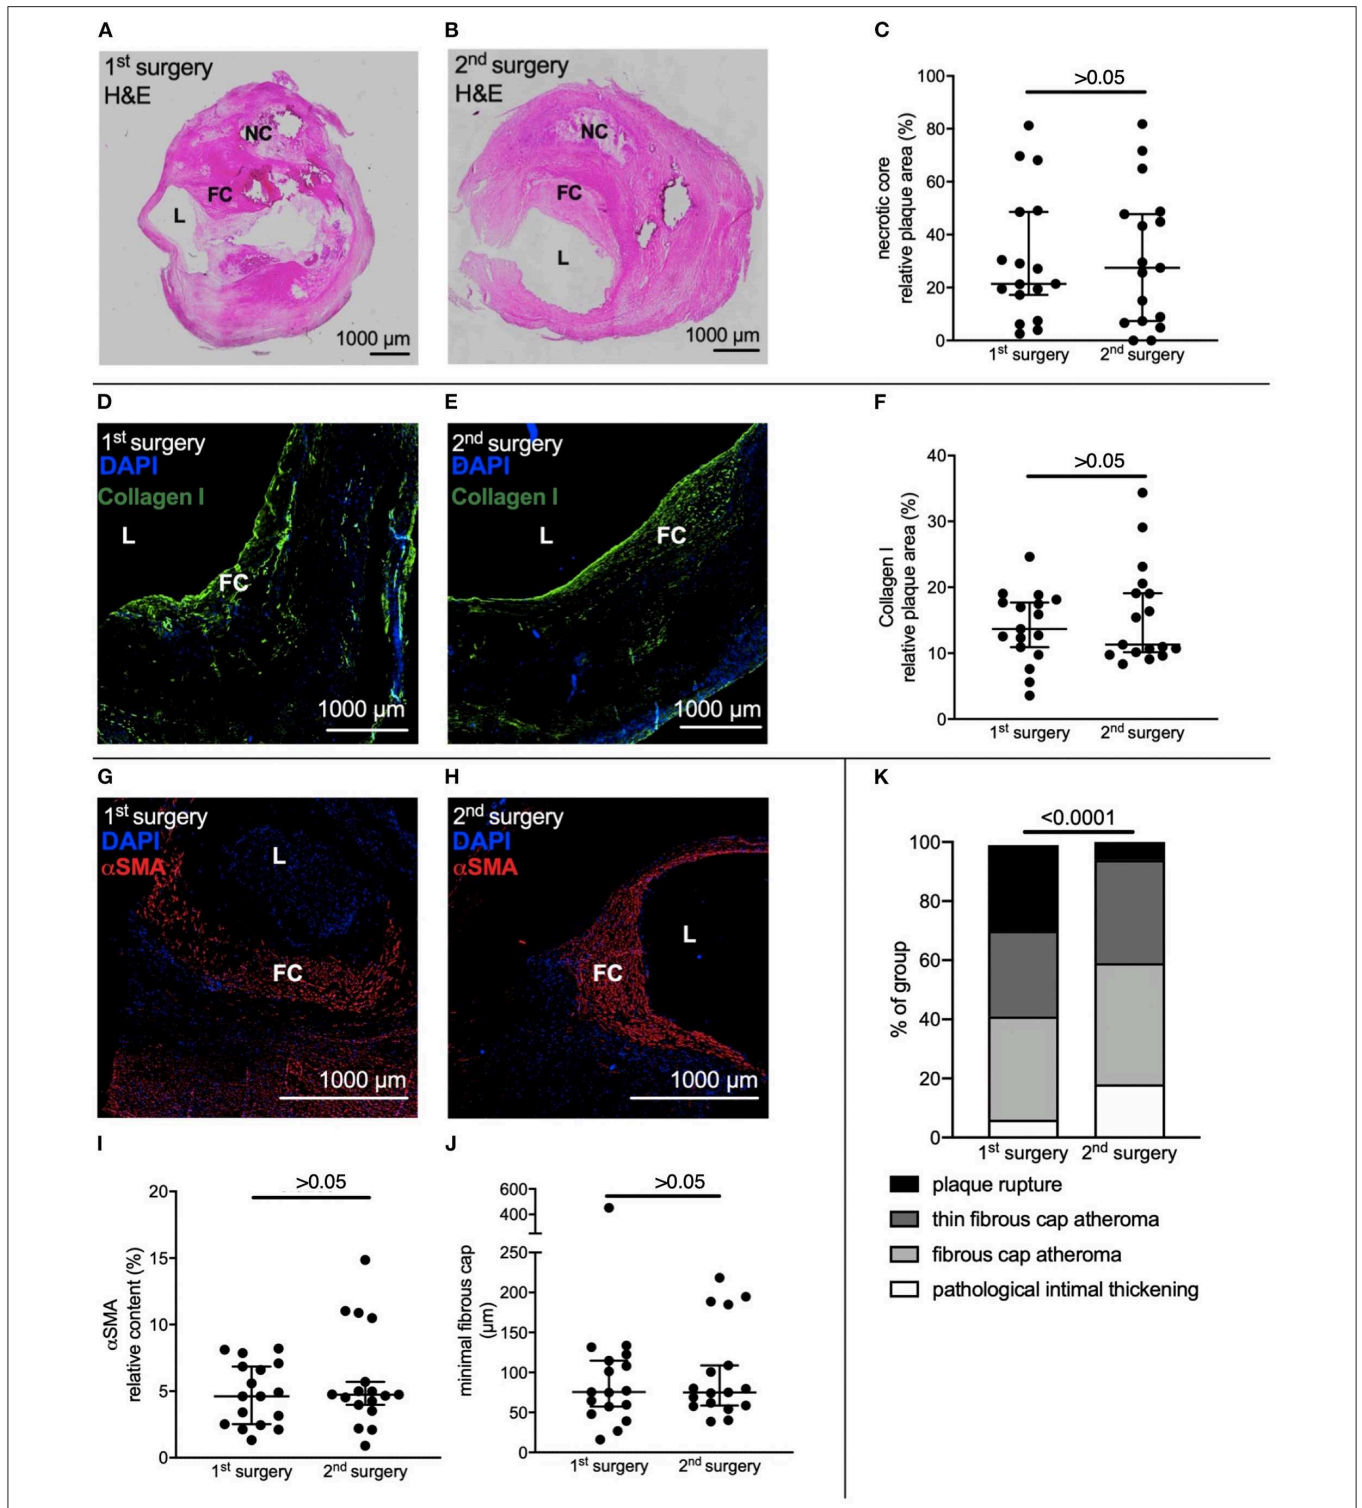 A
1st surgery
H&E
NC
FC
L
1000 µm
B
2nd surgery
H&E
NC
FC
L
1000 µm
C
>0.05
necrotic core
relative plaque area (%)
100
80
60
40
20
0
1st surgery 2nd surgery
D
1st surgery
DAPI
Collagen I
L
FC
1000 µm
E
2nd surgery
DAPI
Collagen I
L
FC
1000 µm
F
>0.05
Collagen I
relative plaque area (%)
40
30
20
10
0
1st surgery 2nd surgery
G
1st surgery
DAPI
αSMA
L
FC
1000 µm
H
2nd surgery
DAPI
αSMA
L
FC
1000 µm
I
>0.05
αSMA
relative content (%)
20
15
10
5
0
1st surgery 2nd surgery
J
>0.05
minimal fibrous cap
(µm)
600
400
250
200
150
100
50
0
1st surgery 2nd surgery
K
<0.0001
% of group
100
80
60
40
20
0
1st surgery 2nd surgery
plaque rupture
thin fibrous cap atheroma
fibrous cap atheroma
pathological intimal thickening